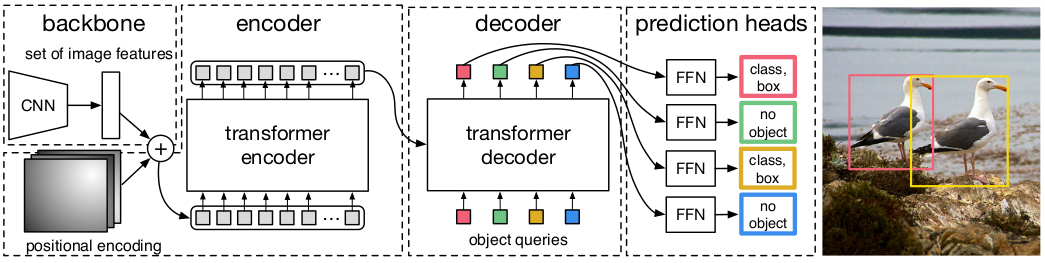 backbone
set of image features
CNN
+
positional encoding
encoder
...
transformer
encoder
...
decoder
transformer
decoder
object queries
prediction heads
FFN
class,
box
FFN
no
object
FFN
class,
box
FFN
no
object